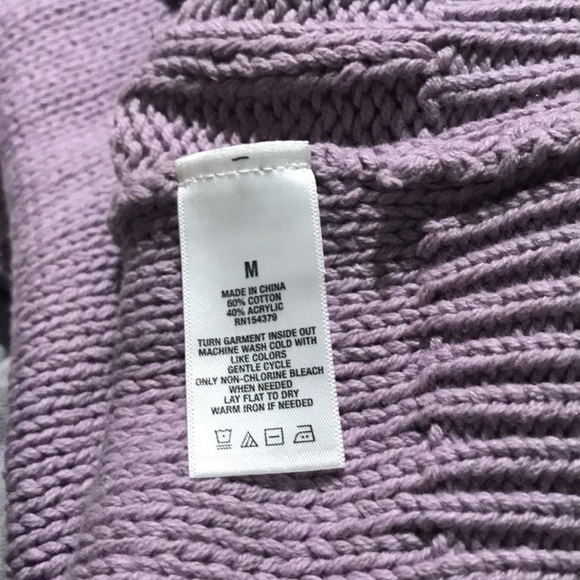 M
MADE IN CHINA
60% COTTON
40% ACRYLIC
RN154379
TURN GARMENT INSIDE OUT
MACHINE WASH COLD WITH
LIKE COLORS
GENTLE CYCLE
ONLY NON-CHLORINE BLEACH
WHEN NEEDED
LAY FLAT TO DRY
WARM IRON IF NEEDED